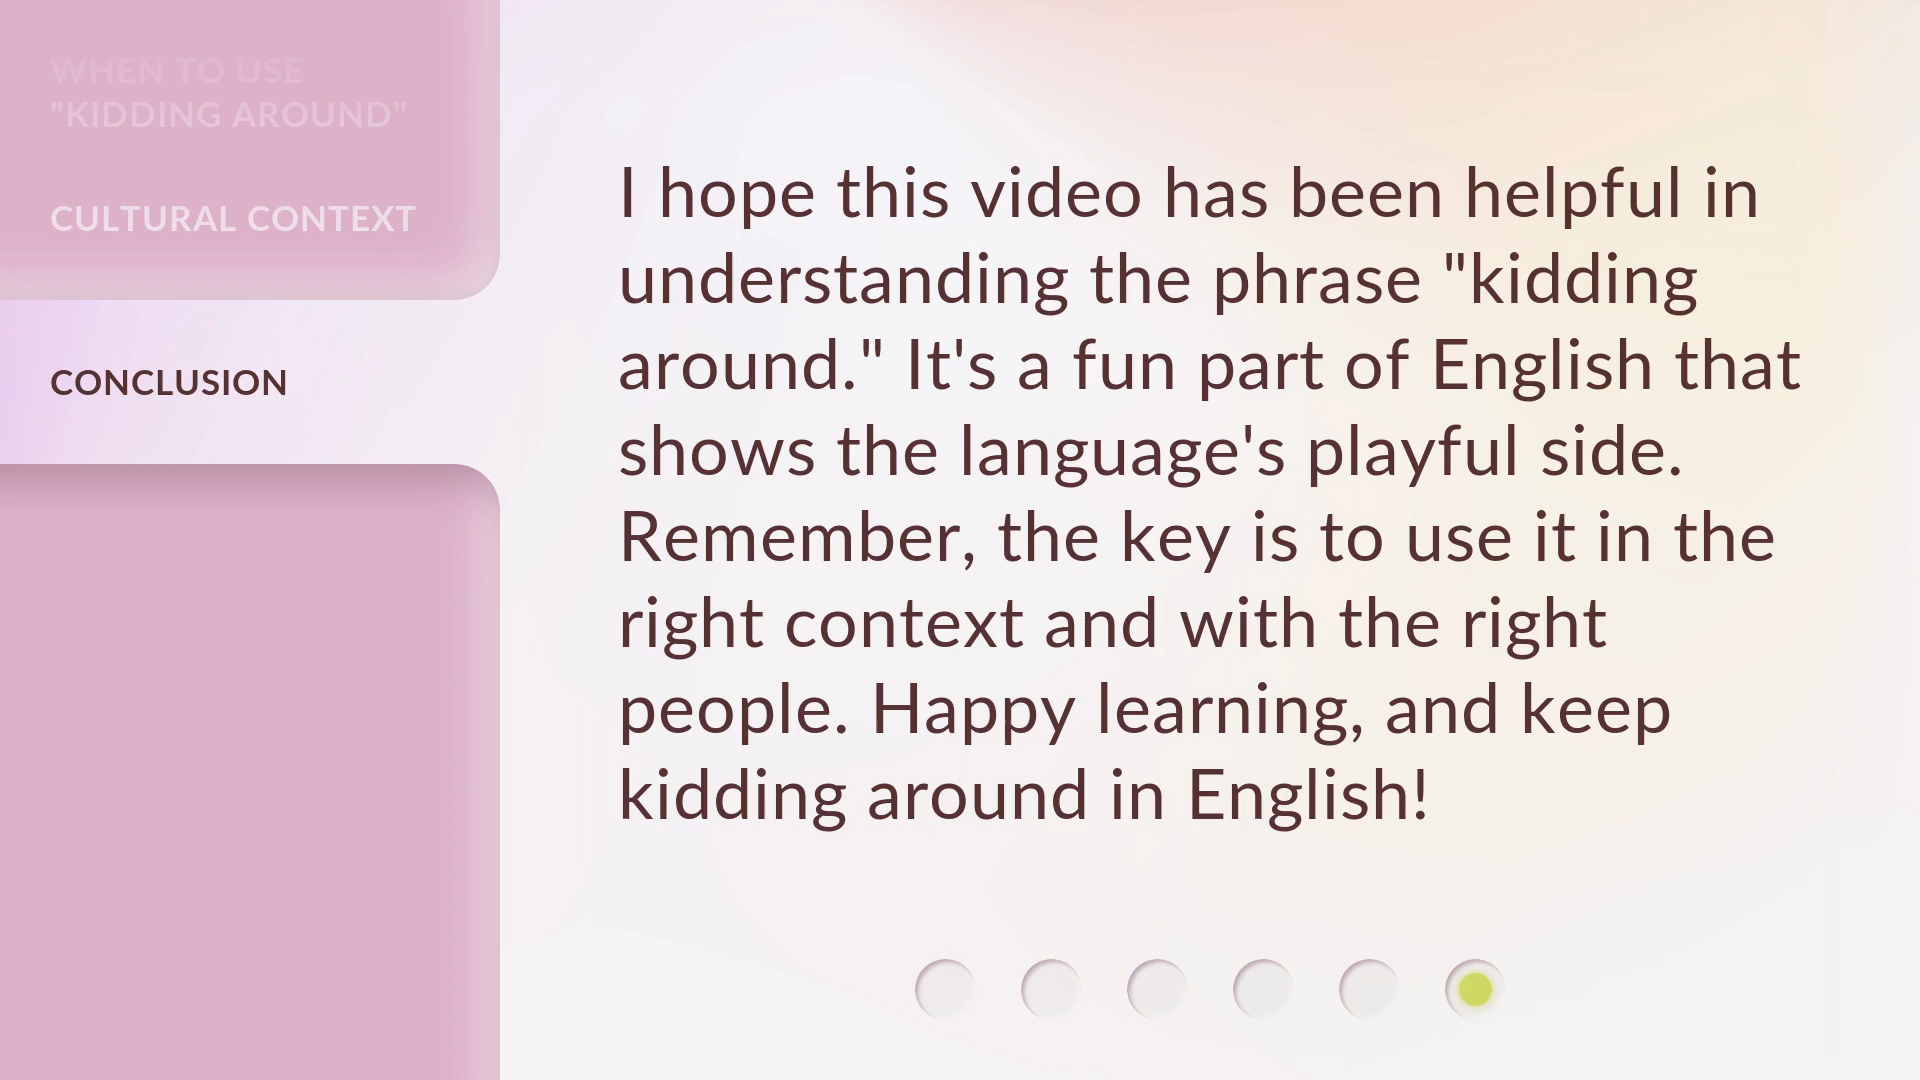 WHEN TO USE
"KIDDING AROUND"
CULTURAL CONTEXT
CONCLUSION
I hope this video has been helpful in
understanding the phrase "kidding
around." It's a fun part of English that
shows the language's playful side.
Remember, the key is to use it in the
right context and with the right
people. Happy learning, and keep
kidding around in English!